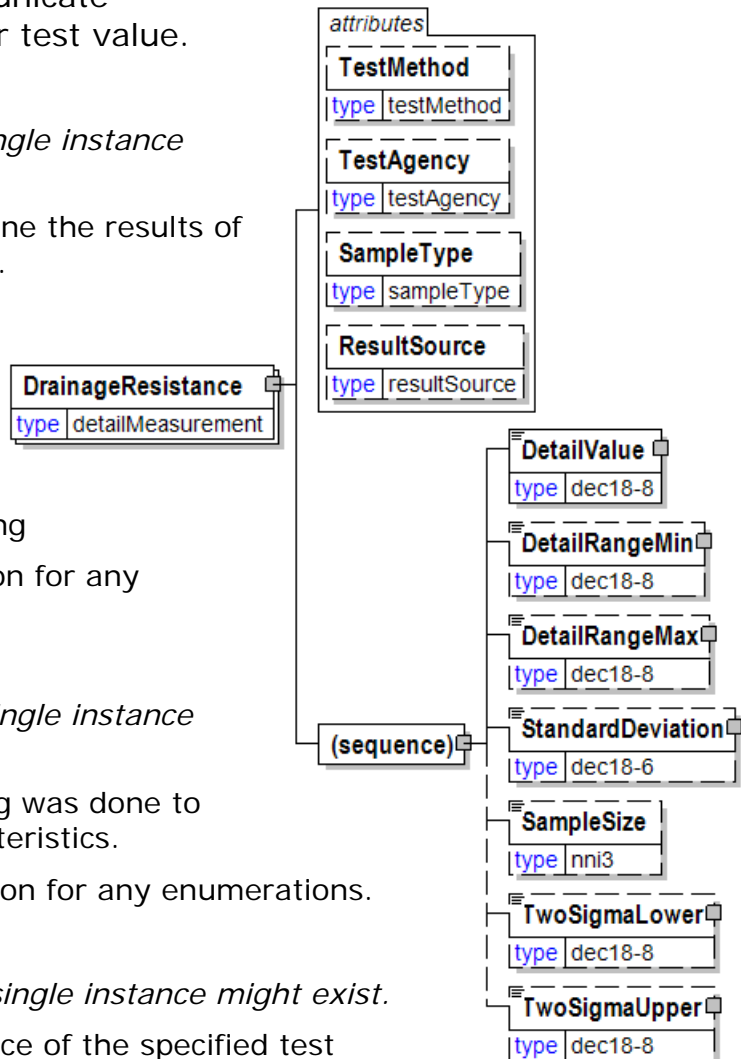 unicate
r test value.
ngle instance
ne the results of
.
ng
on for any
ingle instance
g was done to
teristics.
on for any enumerations.
single instance might exist.
ce of the specified test
DrainageResistance
type detailMeasurement
attributes
TestMethod
type testMethod
TestAgency
type testAgency
SampleType
type sampleType
ResultSource
type resultSource
(sequence)
DetailValue
type dec18-8
DetailRangeMin
type dec18-8
DetailRangeMax
type dec18-8
StandardDeviation
type dec18-6
SampleSize
type nni3
TwoSigmaLower
type dec18-8
TwoSigmaUpper
type dec18-8